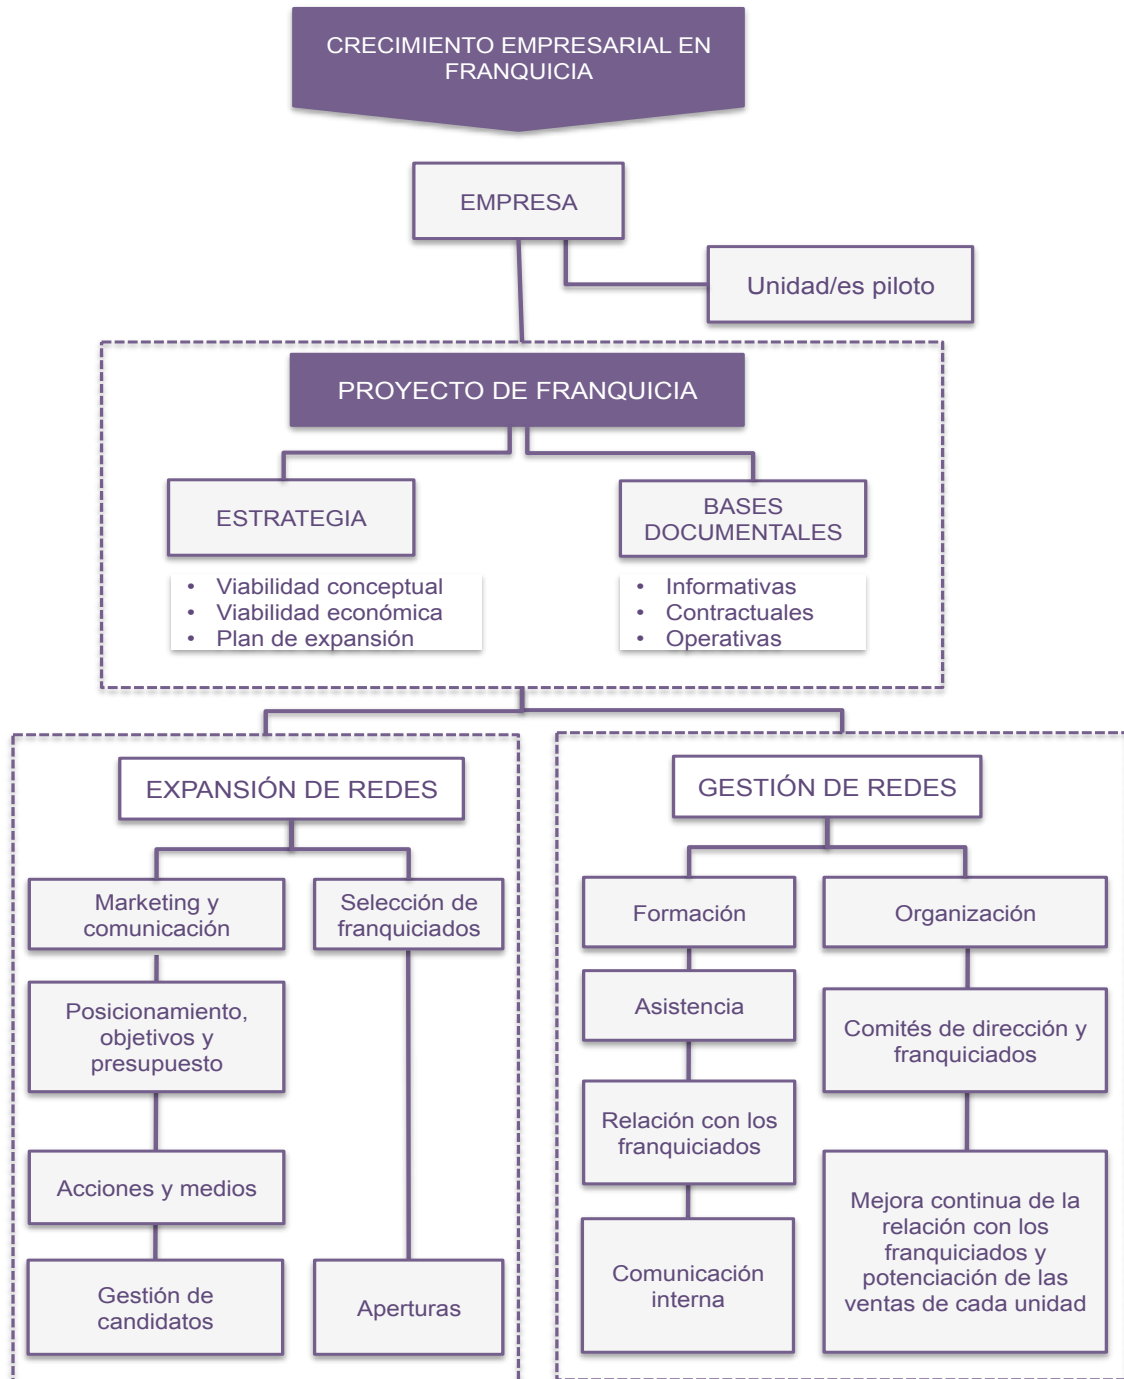 CRECIMIENTO EMPRESARIAL EN
FRANQUICIA
EMPRESA
Unidad/es piloto
PROYECTO DE FRANQUICIA
ESTRATEGIA
• Viabilidad conceptual
• Viabilidad económica
• Plan de expansión
BASES
DOCUMENTALES
• Informativas
• Contractuales
• Operativas
EXPANSIÓN DE REDES
Marketing y
comunicación
Posicionamiento,
objetivos y
presupuesto
Acciones y medios
Gestión de
candidatos
Selección de
franquiciados
Aperturas
GESTIÓN DE REDES
Formación
Asistencia
Relación con los
franquiciados
Comunicación
interna
Organización
Comités de dirección y
franquiciados
Mejora continua de la
relación con los
franquiciados y
potenciación de las
ventas de cada unidad